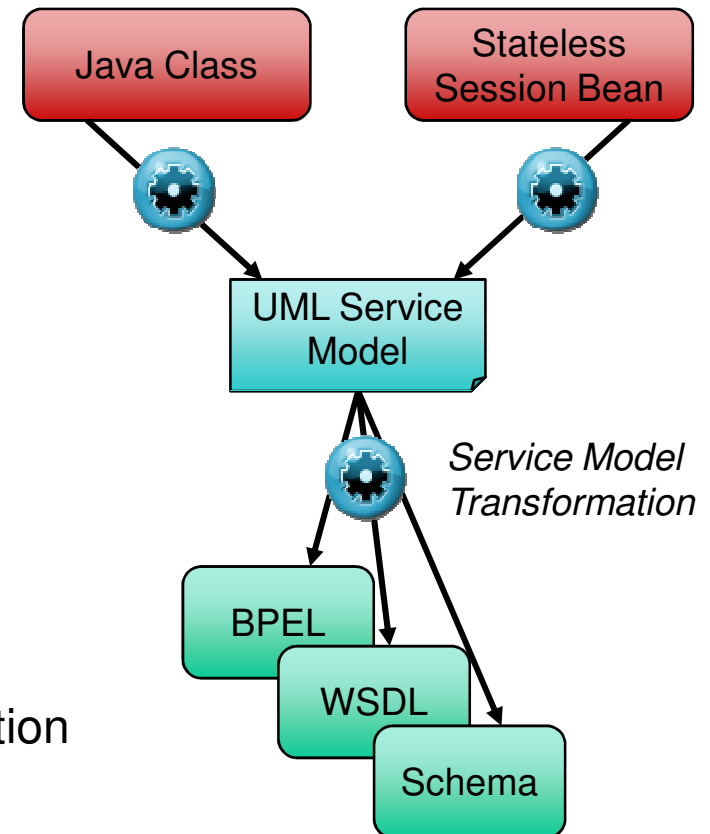 Java Class
Stateless
Session Bean
UML Service
Model
Service Model
Transformation
BPEL
WSDL
tion
Schema